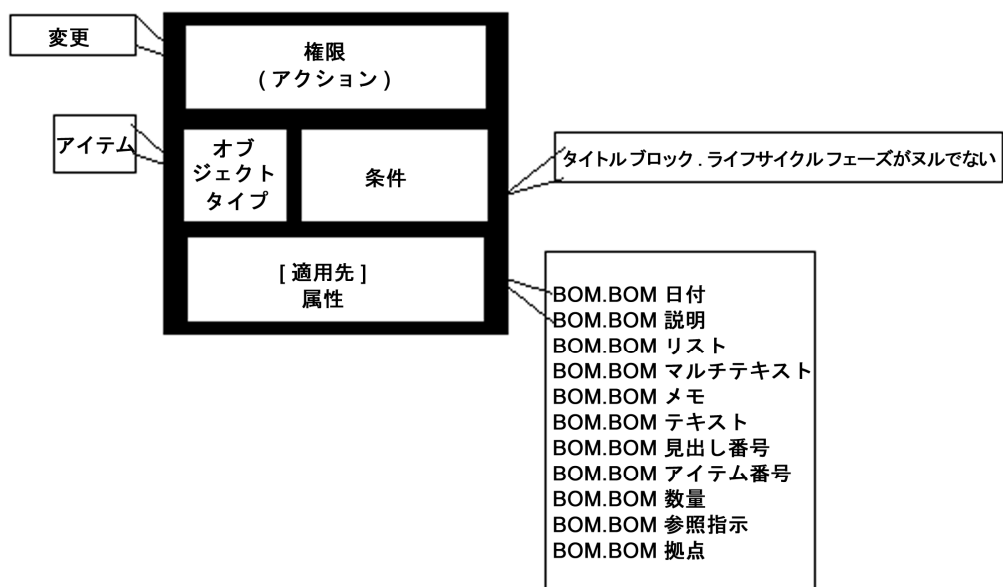 変更
権限
( アクション )
アイテム
オブ
ジェクト
タイプ
条件
タイトル ブロック . ライフサイクル フェーズがヌルでない
[ 適用先 ]
属性
BOM.BOM 日付
BOM.BOM 説明
BOM.BOM リスト
BOM.BOM マルチテキスト
BOM.BOM メモ
BOM.BOM テキスト
BOM.BOM 見出し番号
BOM.BOM アイテム番号
BOM.BOM 数量
BOM.BOM 参照指示
BOM.BOM 拠点